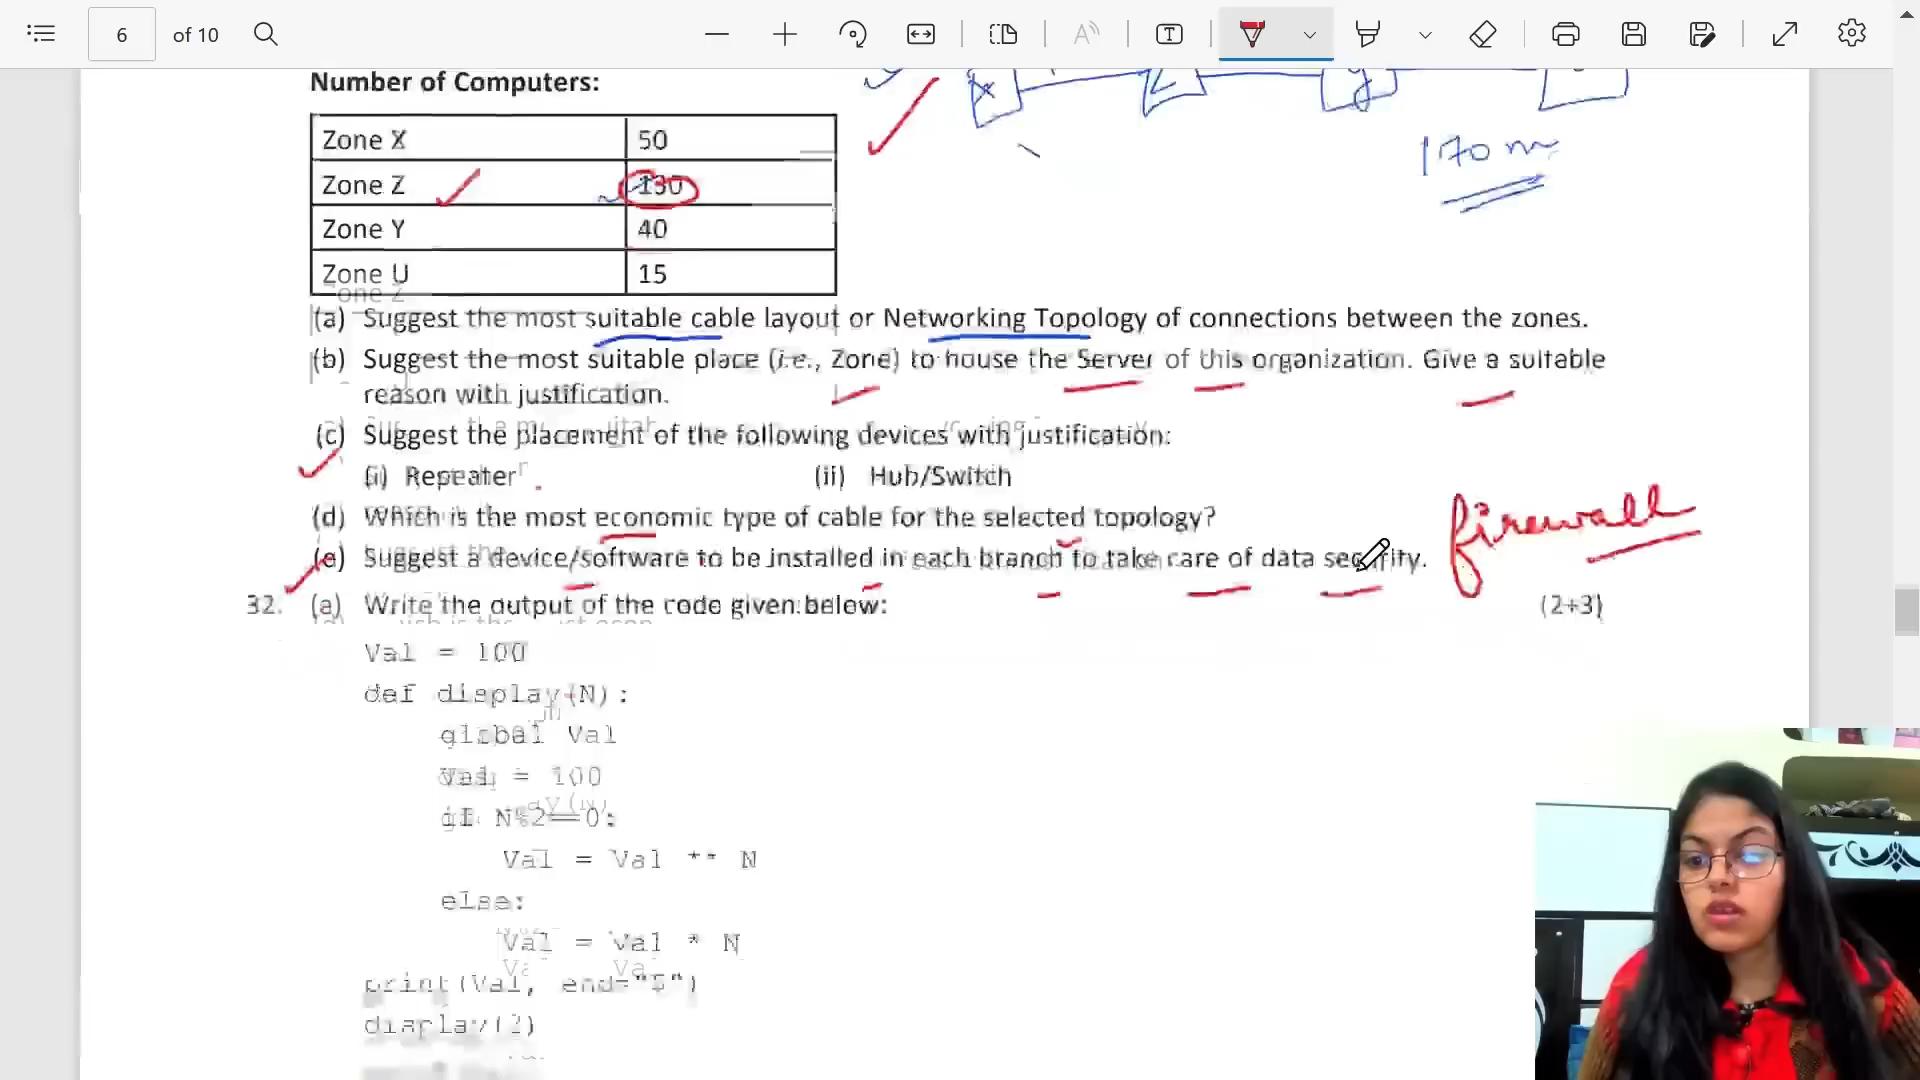 6 of 10
Number of Computers:
x Z y
Zone X 50
170 m
Zone Z 130
Zone Y 40
Zone U 15
(a) Suggest the most suitable cable layout or Networking Topology of connections between the zones.
(b) Suggest the most suitable place (i.e., Zone) to house the Server of this organization. Give a suitable
reason with justification.
(c) Suggest the placement of the following devices with justification:
(i) Repeater (ii) Hub/Switch
(d) Which is the most economic type of cable for the selected topology?
firewall
(e) Suggest a device/software to be installed in each branch to take care of data security.
32. (a) Write the output of the code given below: (2+3)
Val = 100
def display(N):
global Val
Val = 100
if N%2==0:
Val = Val ** N
else:
Val = Val * N
print(Val, end="$")
display(2)